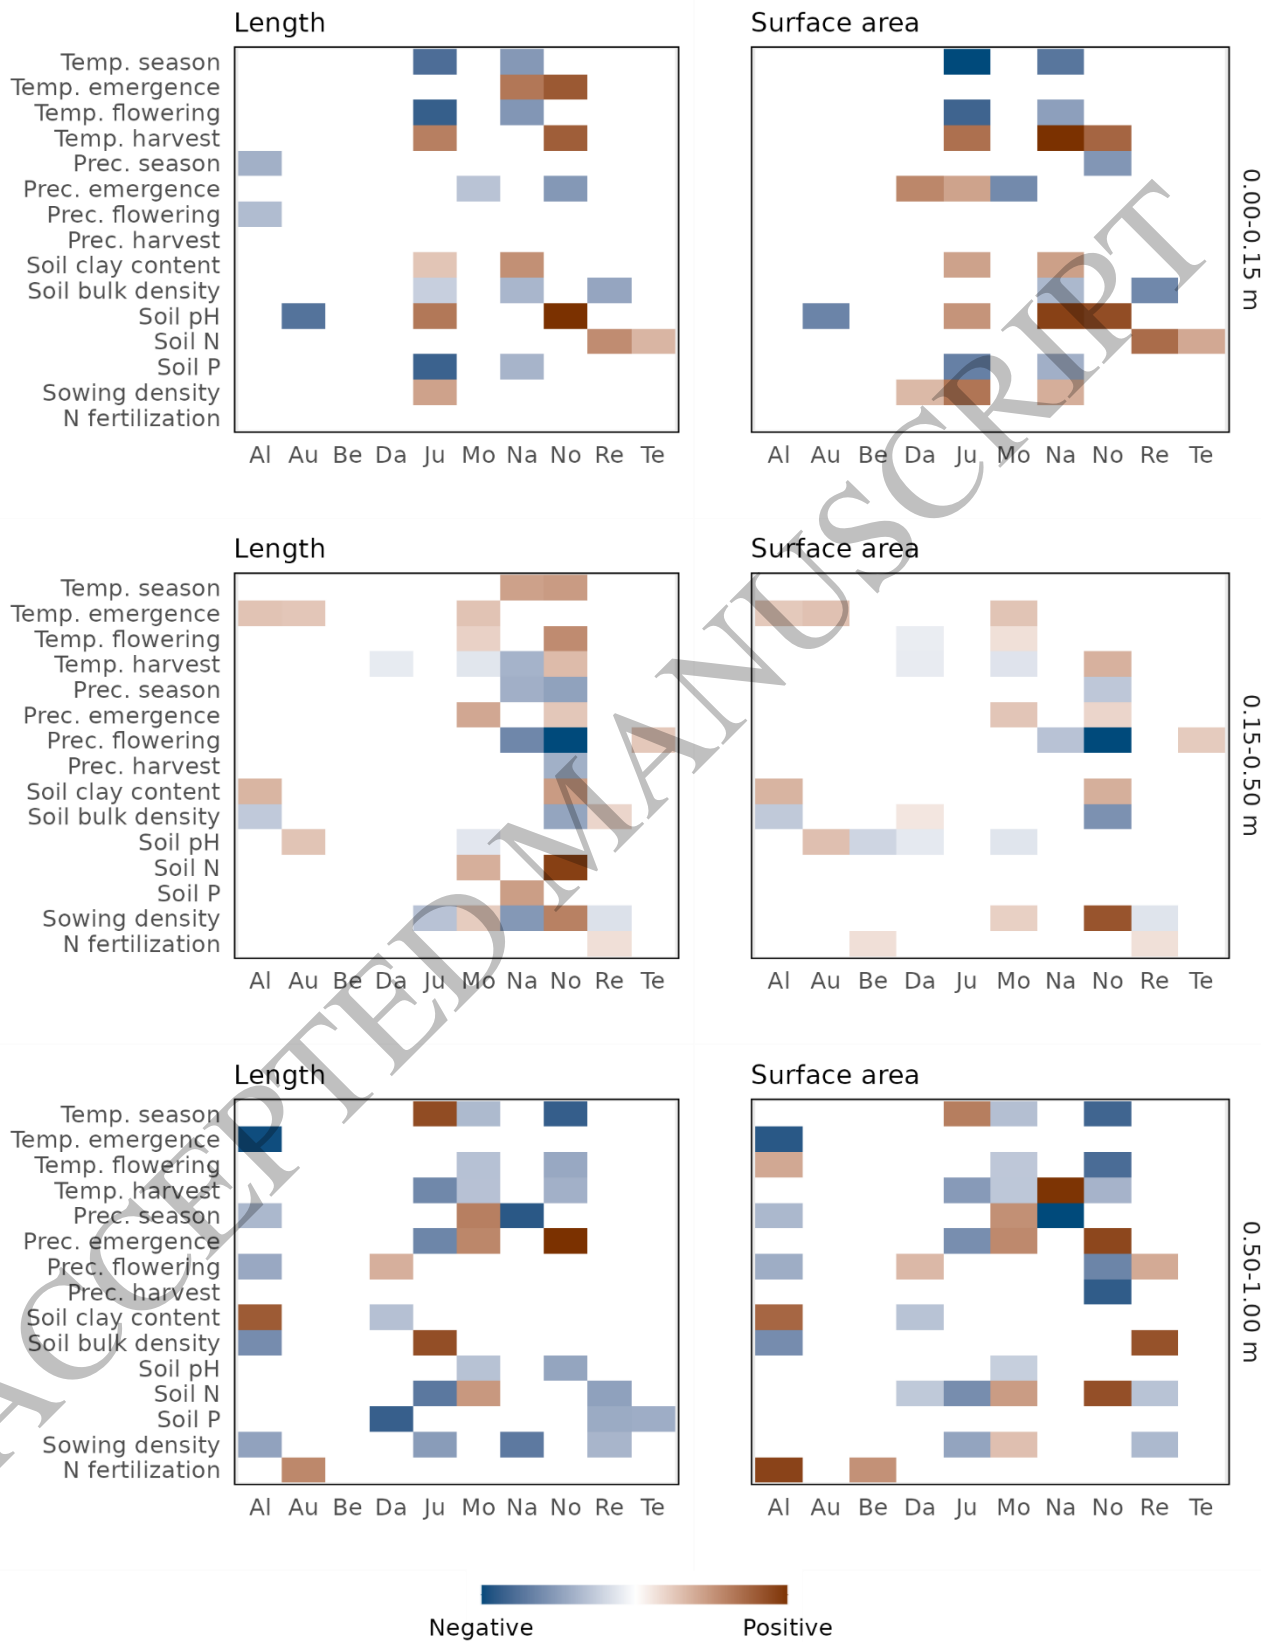 Length Surface area
Temp. season
Temp. emergence
Temp. flowering
Temp. harvest
Prec. season
Prec. emergence
Prec. flowering
Prec. harvest
Soil clay content
Soil bulk density
Soil pH
Soil N
Soil P
Sowing density
N fertilization
0.00-0.15 m
Al Au Be Da Ju Mo Na No Re Te Al Au Be Da Ju Mo Na No Re Te
Length Surface area
Temp. season
Temp. emergence
Temp. flowering
Temp. harvest
Prec. season
Prec. emergence
Prec. flowering
Prec. harvest
Soil clay content
Soil bulk density
Soil pH
Soil N
Soil P
Sowing density
N fertilization
0.15-0.50 m
Al Au Be Da Ju Mo Na No Re Te Al Au Be Da Ju Mo Na No Re Te
Length Surface area
Temp. season
Temp. emergence
Temp. flowering
Temp. harvest
Prec. season
Prec. emergence
Prec. flowering
Prec. harvest
Soil clay content
Soil bulk density
Soil pH
Soil N
Soil P
Sowing density
N fertilization
0.50-1.00 m
Al Au Be Da Ju Mo Na No Re Te Al Au Be Da Ju Mo Na No Re Te
Negative Positive
ACCEPTED MANUSCRIPT